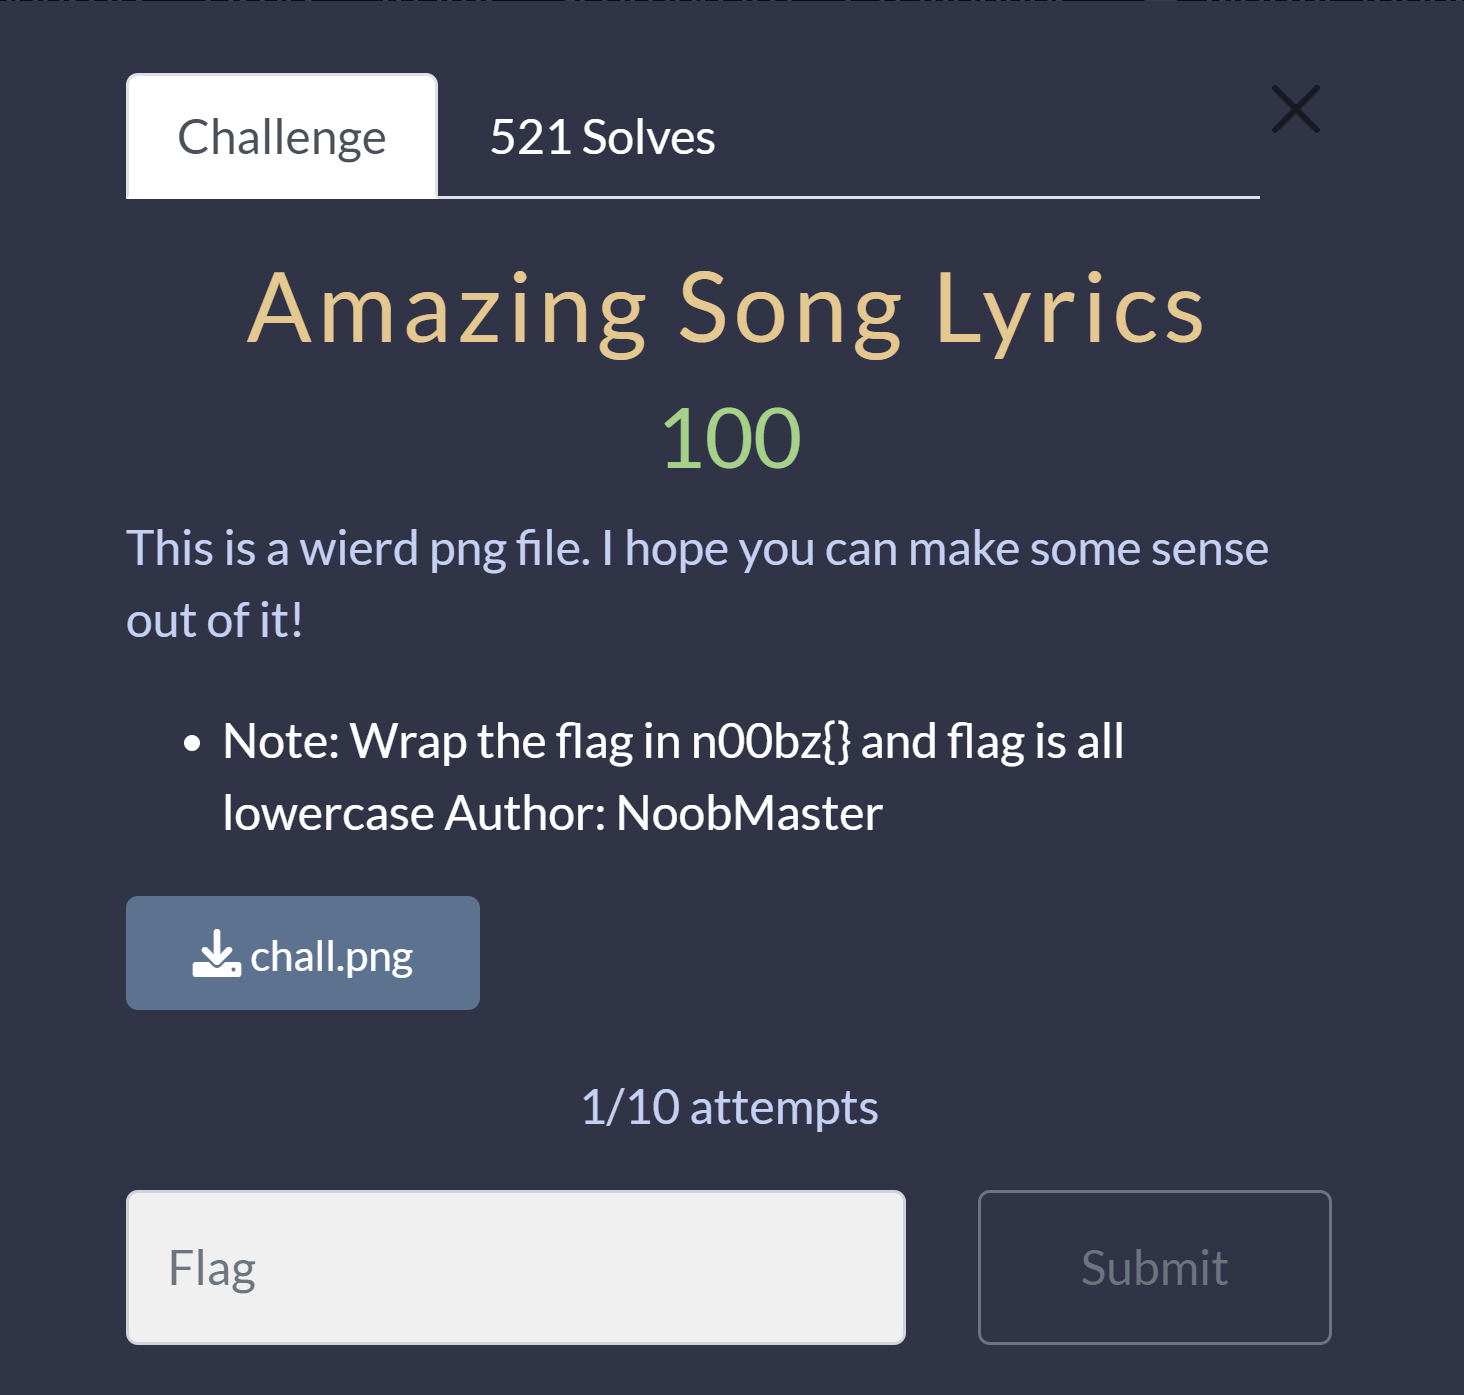 Challenge
521 Solves
Amazing Song Lyrics
100
This is a wierd png file. I hope you can make some sense
out of it!
• Note: Wrap the flag in n00bz{} and flag is all
lowercase Author: NoobMaster
chall.png
1/10 attempts
Flag
Submit